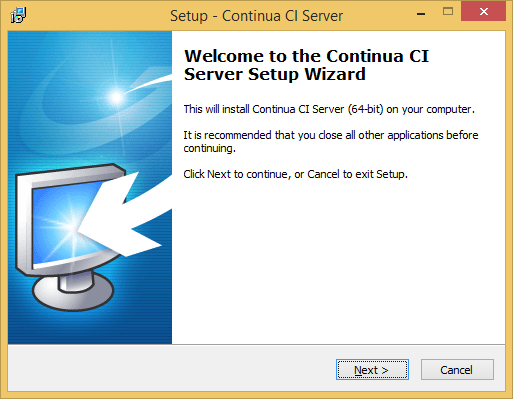 Setup - Continua CI Server
Welcome to the Continua CI
Server Setup Wizard
This will install Continua CI Server (64-bit) on your computer.
It is recommended that you close all other applications before
continuing.
Click Next to continue, or Cancel to exit Setup.
Next >
Cancel